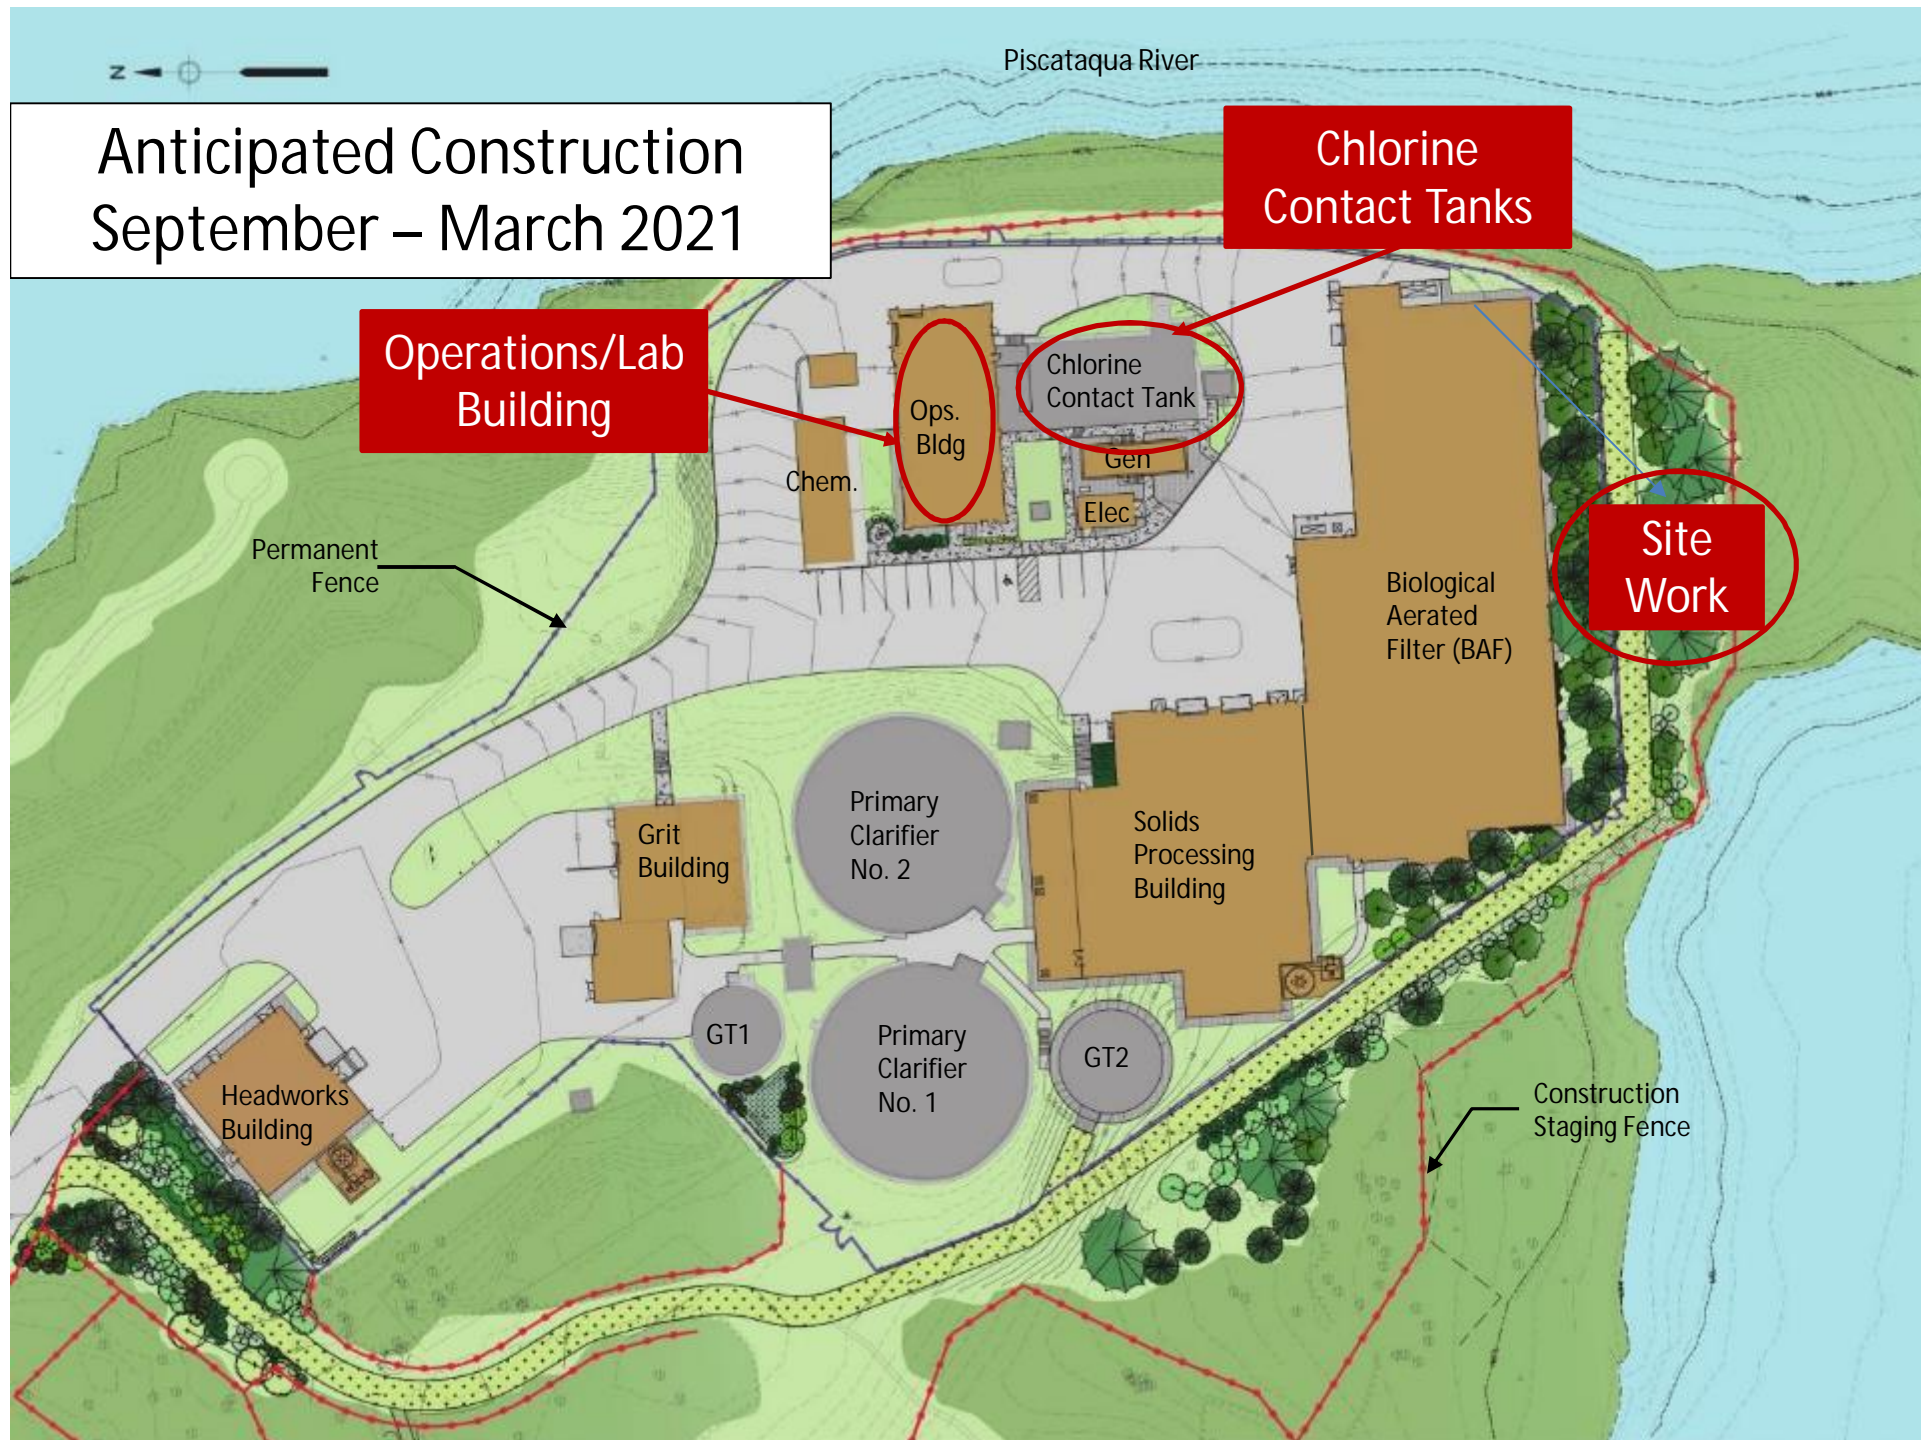 Piscataqua River
N
Anticipated Construction
September – March 2021
Chlorine
Contact Tanks
Operations/Lab
Building
Chlorine
Contact Tank
Ops.
Bldg
Gen
Chem.
Elec
Site
Work
Permanent
Fence
Biological
Aerated
Filter (BAF)
Primary
Clarifier
No. 2
Grit
Building
Solids
Processing
Building
GT1
Primary
Clarifier
No. 1
GT2
Headworks
Building
Construction
Staging Fence